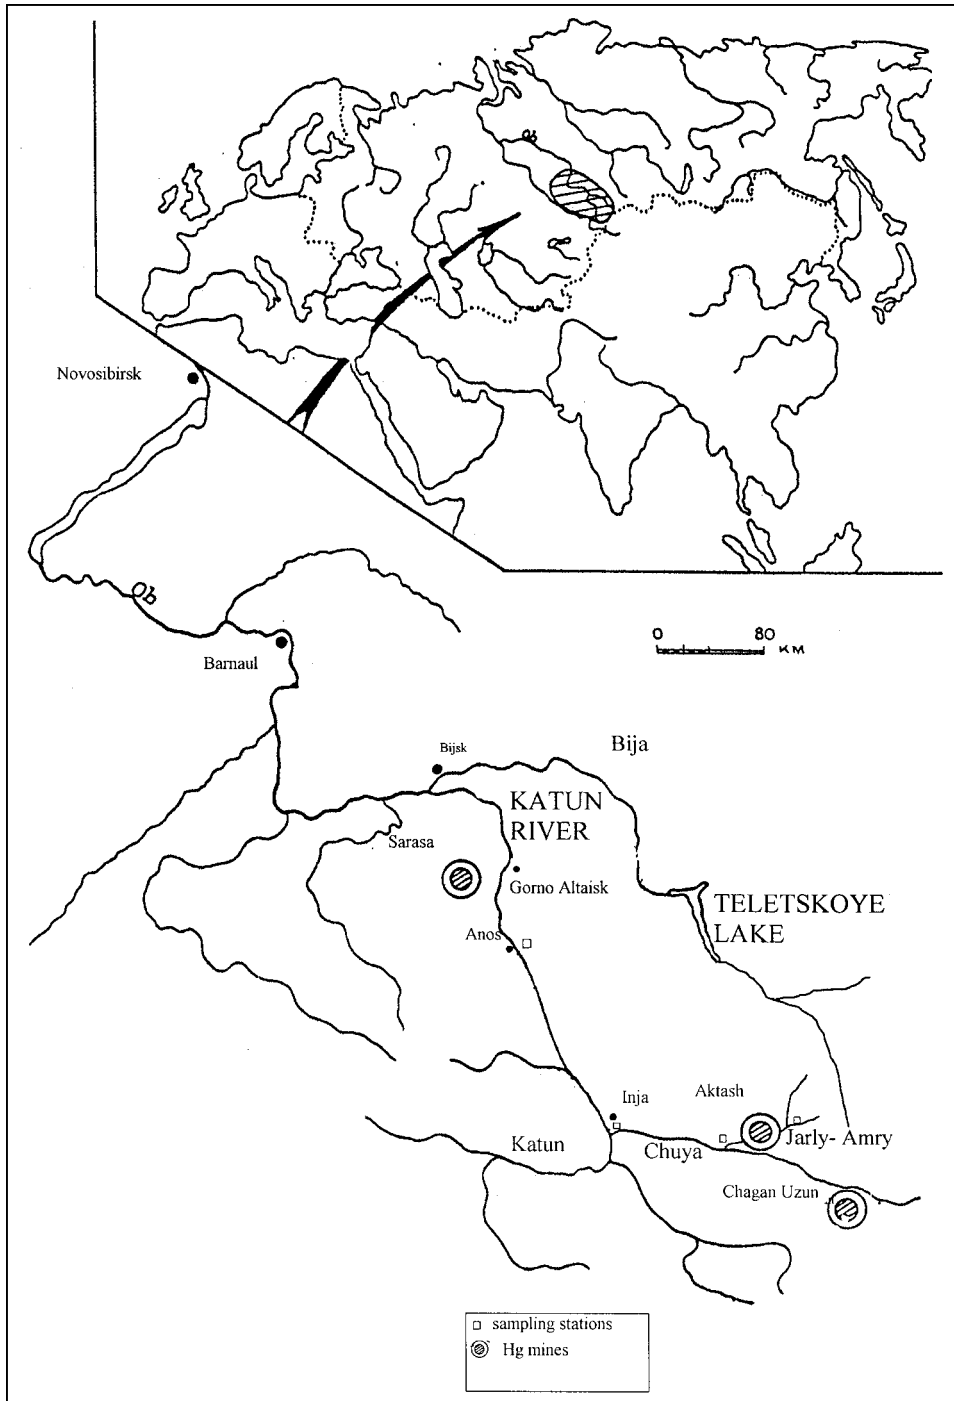 Ob
Novosibirsk
Ob
0 80
KM
Barnaul
Bija
Bijsk
KATUN
RIVER
Sarasa
Gorno Altaisk
TELETSKOYE
LAKE
Anos
Aktash
Inja
Jarly- Amry
Katun
Chuya
Chagan Uzun
sampling stations
Hg mines